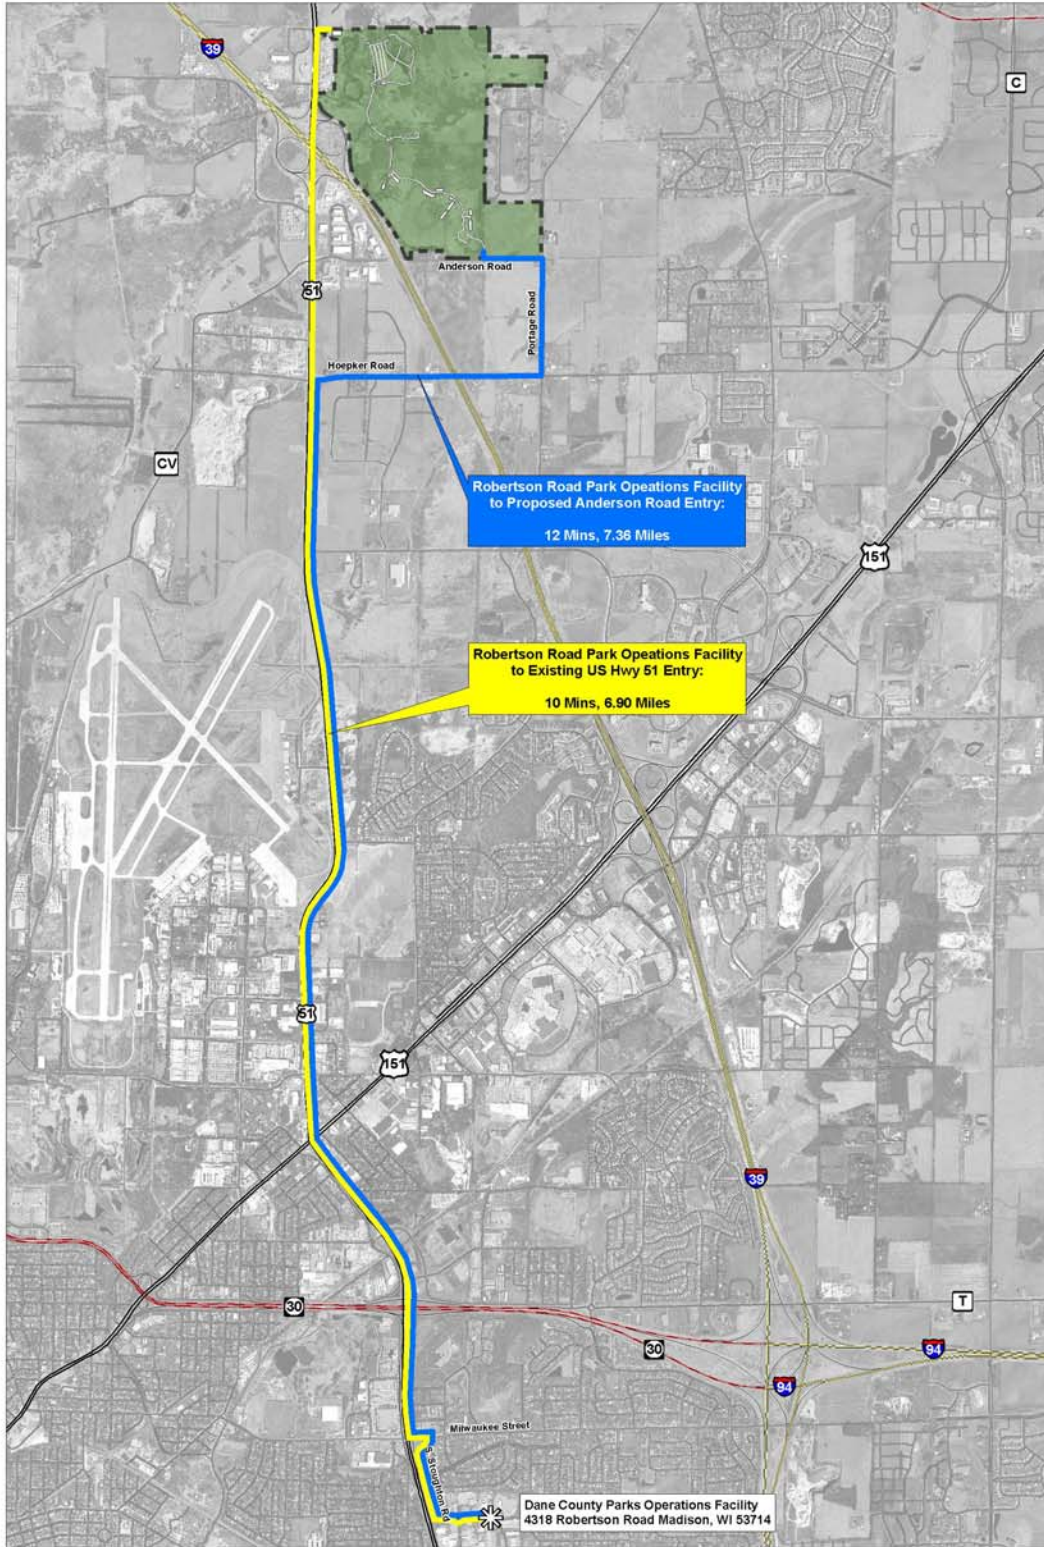 39
C
Anderson Road
51
Portage Road
Hoepker Road
CV
Robertson Road Park Opeations Facility
to Proposed Anderson Road Entry:
12 Mins, 7.36 Miles
151
Robertson Road Park Opeations Facility
to Existing US Hwy 51 Entry:
10 Mins, 6.90 Miles
51
151
39
30
T
30
94
94
Milwaukee Street
S Stoughton Rd
Dane County Parks Operations Facility
4318 Robertson Road Madison, WI 53714